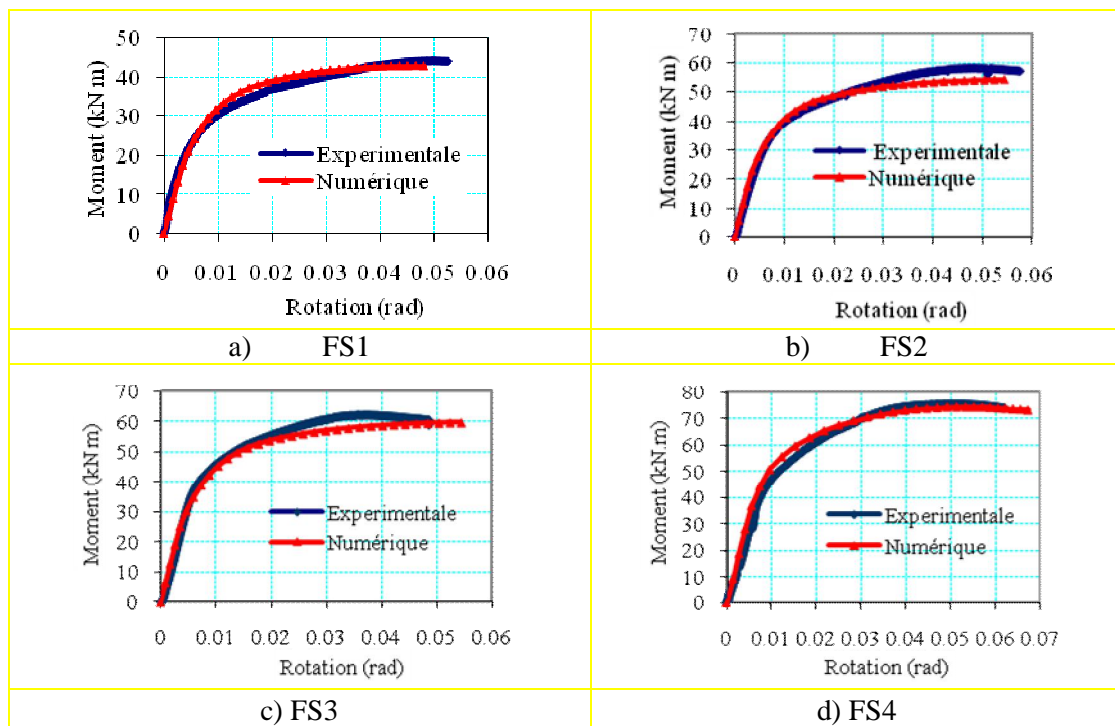 50
40
30
20
10
0
Moment (kN m)
Experimentale
Numérique
0 0.01 0.02 0.03 0.04 0.05 0.06
Rotation (rad)
a) FS1
70
60
50
40
30
20
10
0
Moment (kN m)
Experimentale
Numérique
0 0.01 0.02 0.03 0.04 0.05 0.06
Rotation (rad)
b) FS2
70
60
50
40
30
20
10
0
Moment (kN m)
Experimentale
Numérique
0 0.01 0.02 0.03 0.04 0.05 0.06
Rotation (rad)
c) FS3
80
70
60
50
40
30
20
10
0
Moment (kN.m)
Experimentale
Numérique
0 0.01 0.02 0.03 0.04 0.05 0.06 0.07
Rotation (rad)
d) FS4